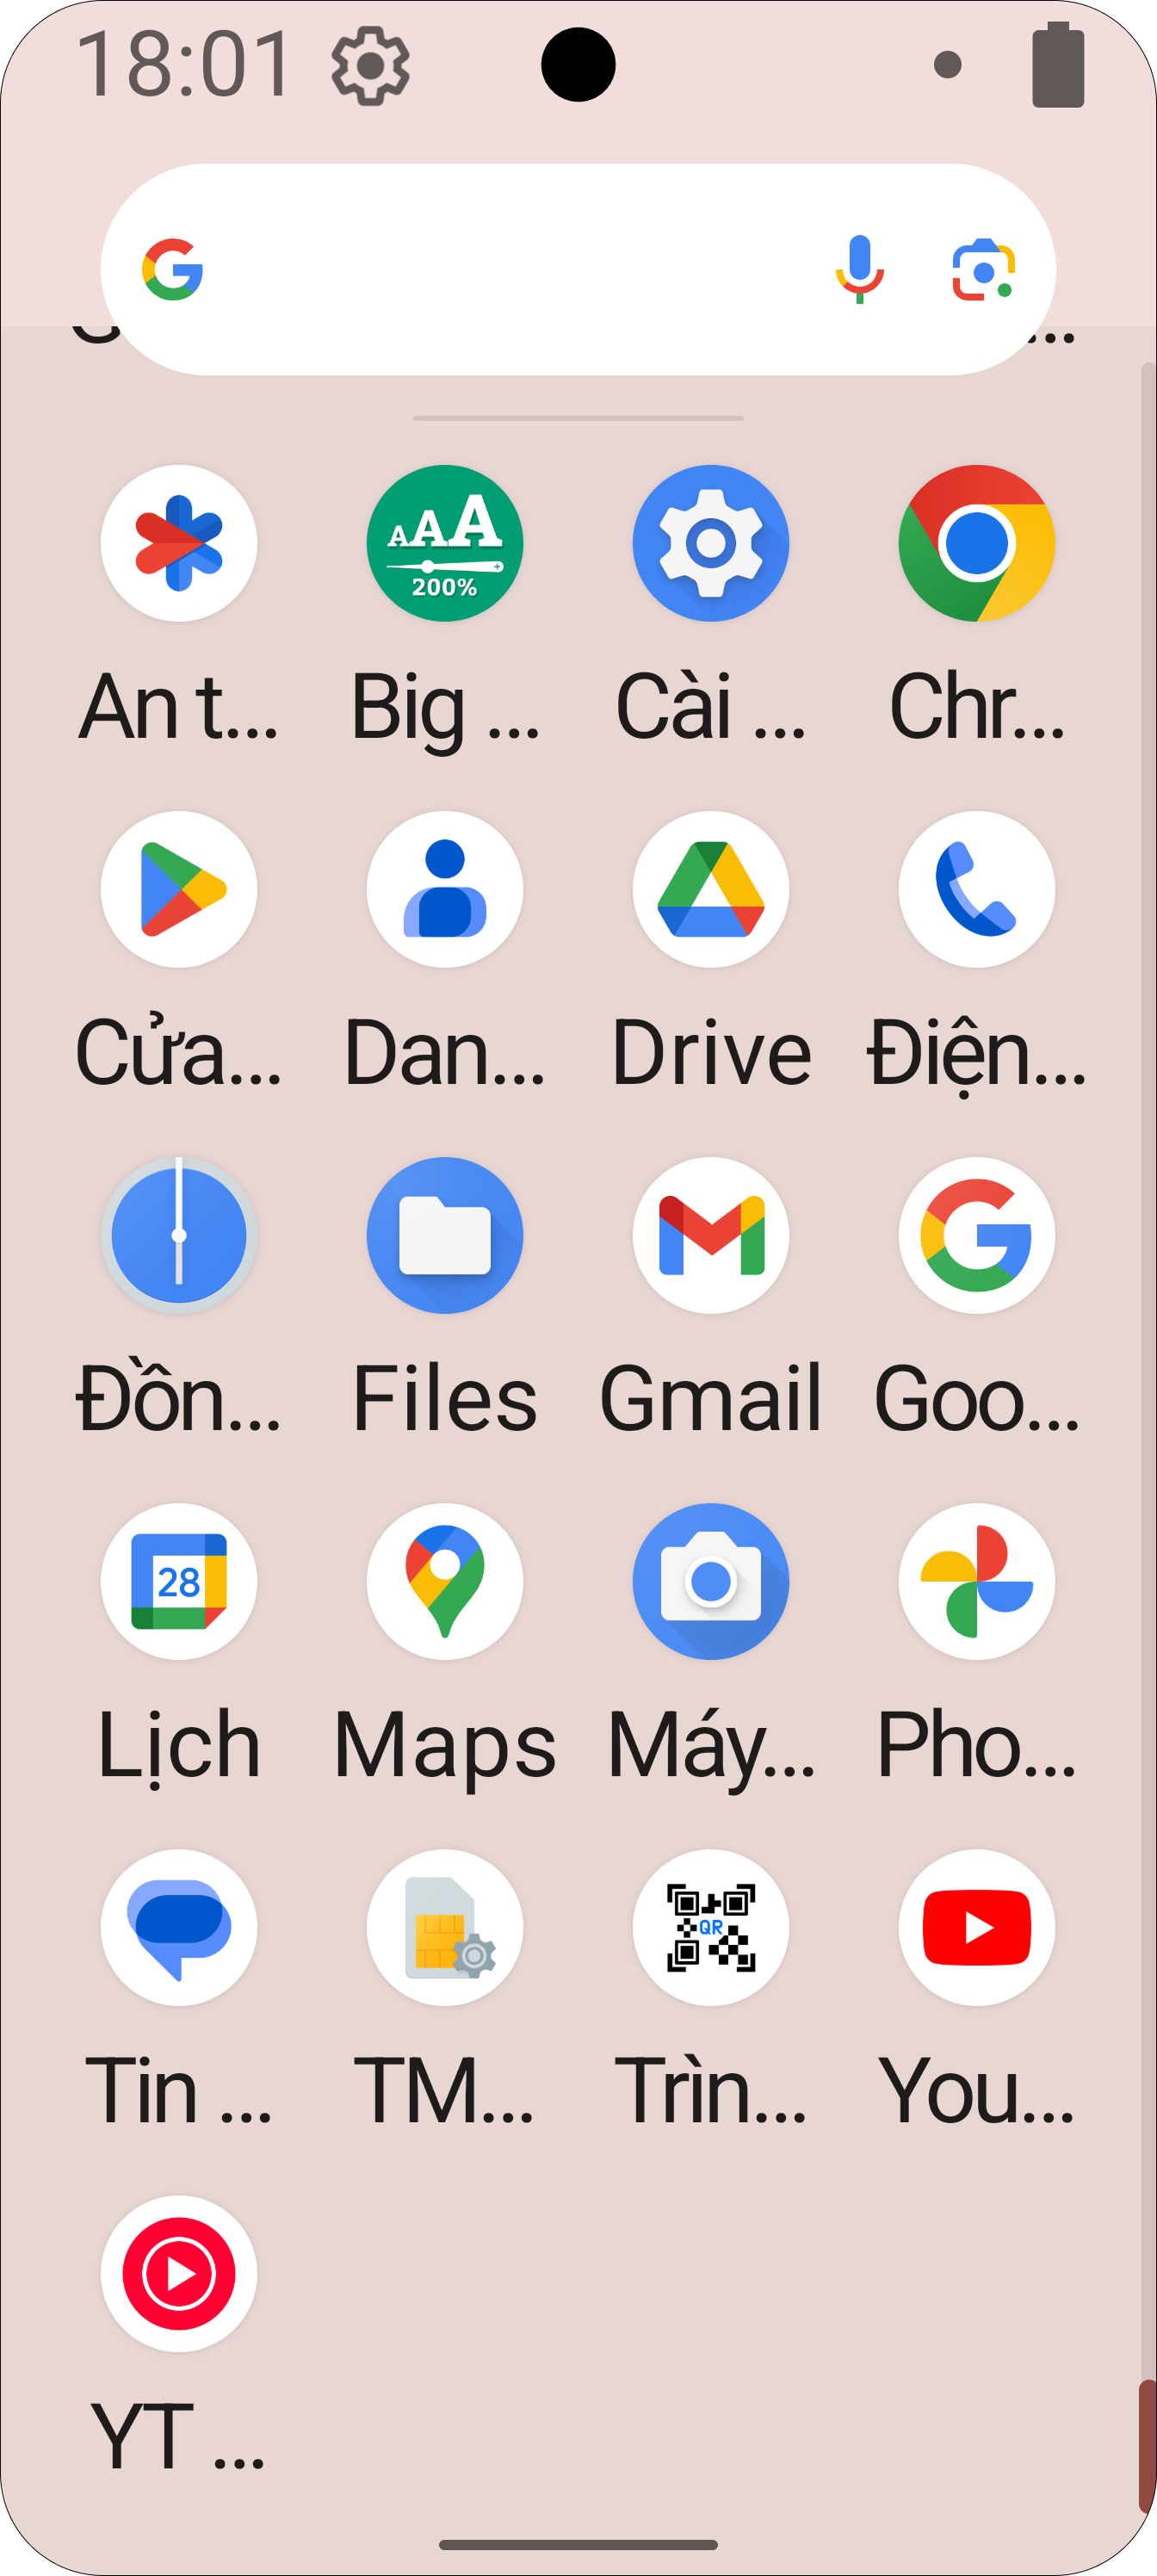 18:01
AAA
200%
An t... Big ... Cài ... Chr...
Cửa... Dan... Drive Điện...
Đồn... Files Gmail Goo...
28
Lịch Maps Máy... Pho...
QR
Tin ... TM... Trìn... You...
YT ...